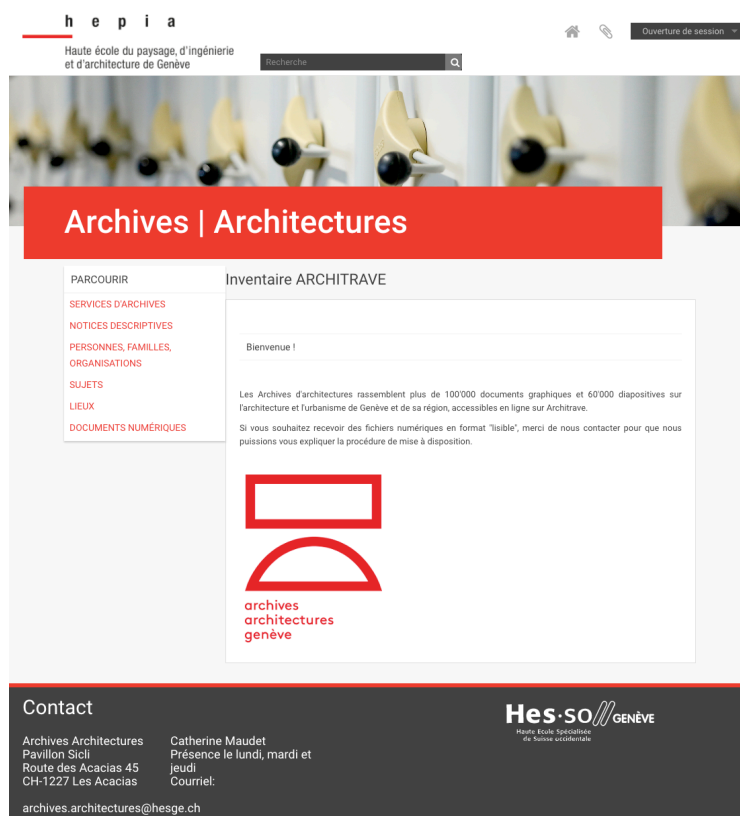 h e p i a
Haute école du paysage, d'ingénierie
et d'architecture de Genève
Recherche
Ouverture de session
Archives | Architectures
PARCOURIR
SERVICES D'ARCHIVES
NOTICES DESCRIPTIVES
PERSONNES, FAMILLES,
ORGANISATIONS
SUJETS
LIEUX
DOCUMENTS NUMÉRIQUES
Inventaire ARCHITRAVE
Bienvenue !
Les Archives d'architectures rassemblent plus de 100'000 documents graphiques et 60'000 diapositives sur
l'architecture et l'urbanisme de Genève et de sa région, accessibles en ligne sur Architrave.
Si vous souhaitez recevoir des fichiers numériques en format "lisible", merci de nous contacter pour que nous
puissions vous expliquer la procédure de mise à disposition.
archives
architectures
genève
Contact
Archives Architectures
Pavillon Sicli
Route des Acacias 45
CH-1227 Les Acacias
archives.architectures@hesge.ch
Catherine Maudet
Présence le lundi, mardi et
jeudi
Courriel:
Hes·so GENÈVE
Haute Ecole Spécialisée
de Suisse occidentale